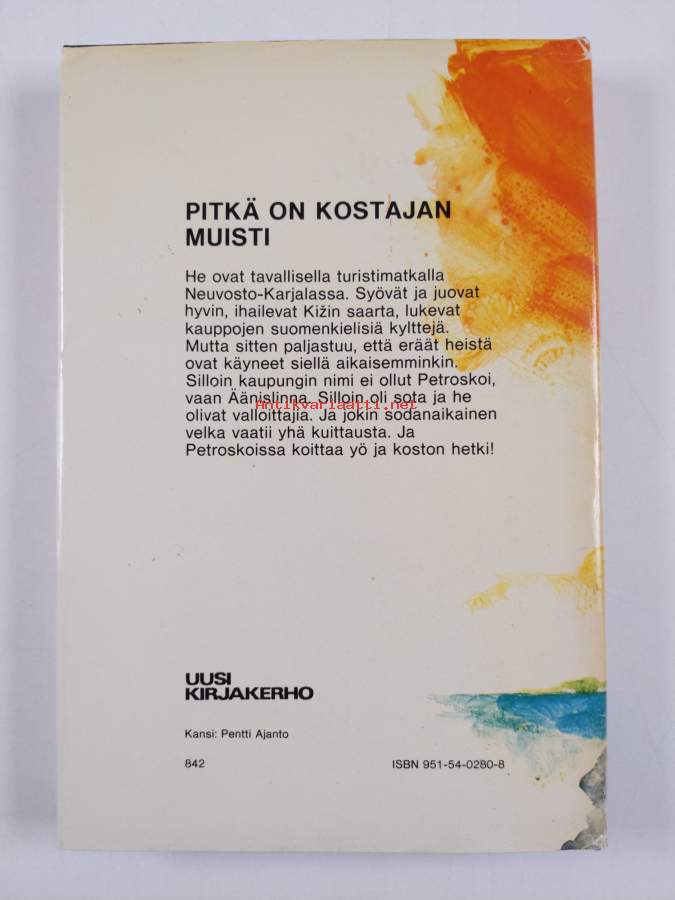 PITKÄ ON KOSTAJAN
MUISTI
He ovat tavallisella turistimatkalla
Neuvosto-Karjalassa. Syövät ja juovat
hyvin, ihailevat Kižin saarta, lukevat
kauppojen suomenkielisiä kylttejä.
Mutta sitten paljastuu, että eräät heistä
ovat käyneet siellä aikaisemminkin.
Silloin kaupungin nimi ei ollut Petroskoi,
vaan Äänislinna. Silloin oli sota ja he
Antikvariaatti.net
olivat valloittajia. Ja jokin sodanaikainen
velka vaatii yhä kuittausta. Ja
Petroskoissa koittaa yö ja koston hetki!
UUSI
KIRJAKERHO
Kansi: Pentti Ajanto
842 ISBN 951-54-0280-8